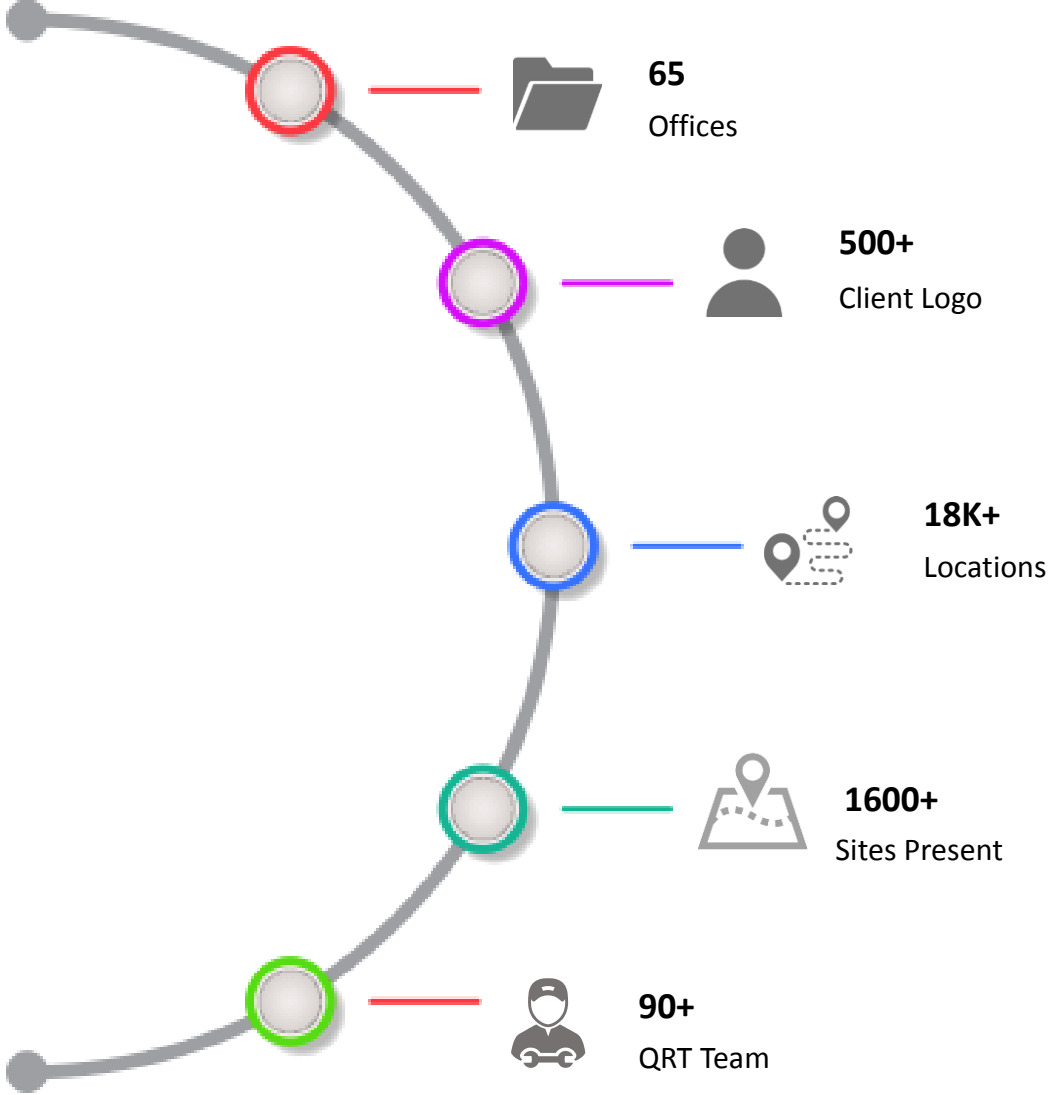 65
Offices
500+
Client Logo
18K+
Locations
1600+
Sites Present
90+
QRT Team